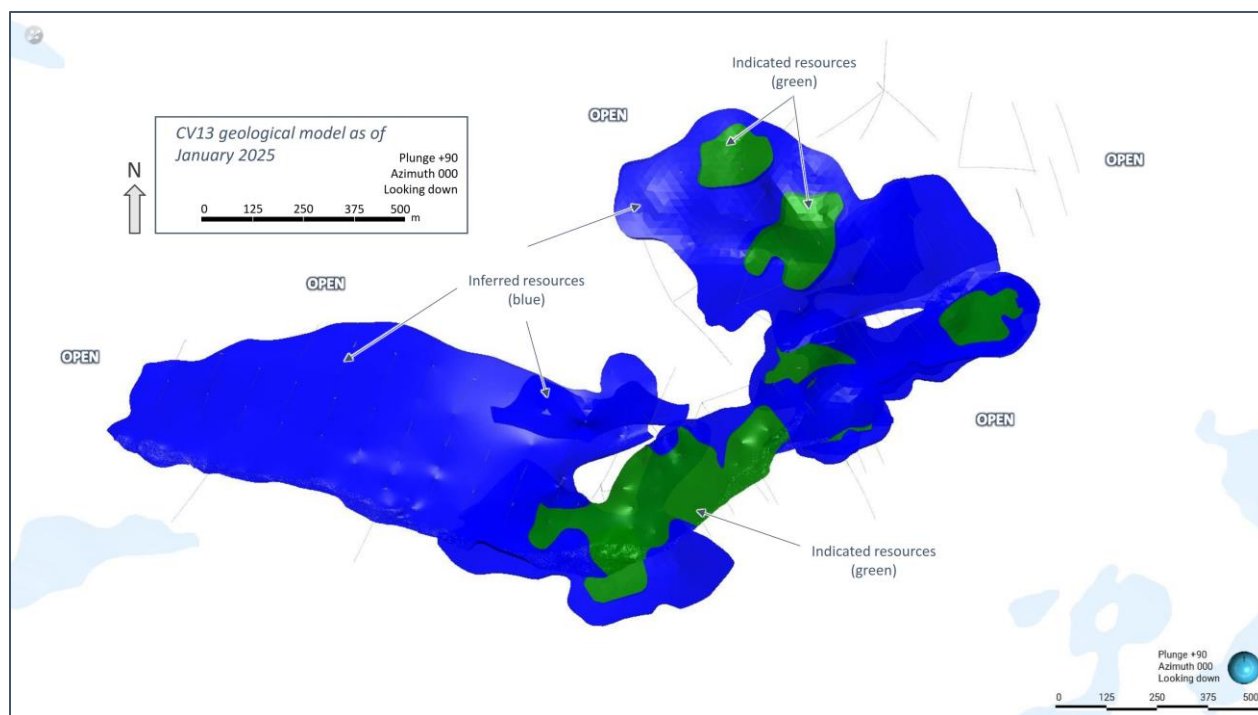 Indicated resources
(green)
OPEN
CV13 geological model as of
January 2025
Plunge +90
Azimuth 000
Looking down
0 125 250 375 500
m
N
OPEN
Inferred resources
(blue)
OPEN
OPEN
OPEN
Indicated resources
(green)
Plunge +90
Azimuth 000
Looking down
0 125 250 375 500